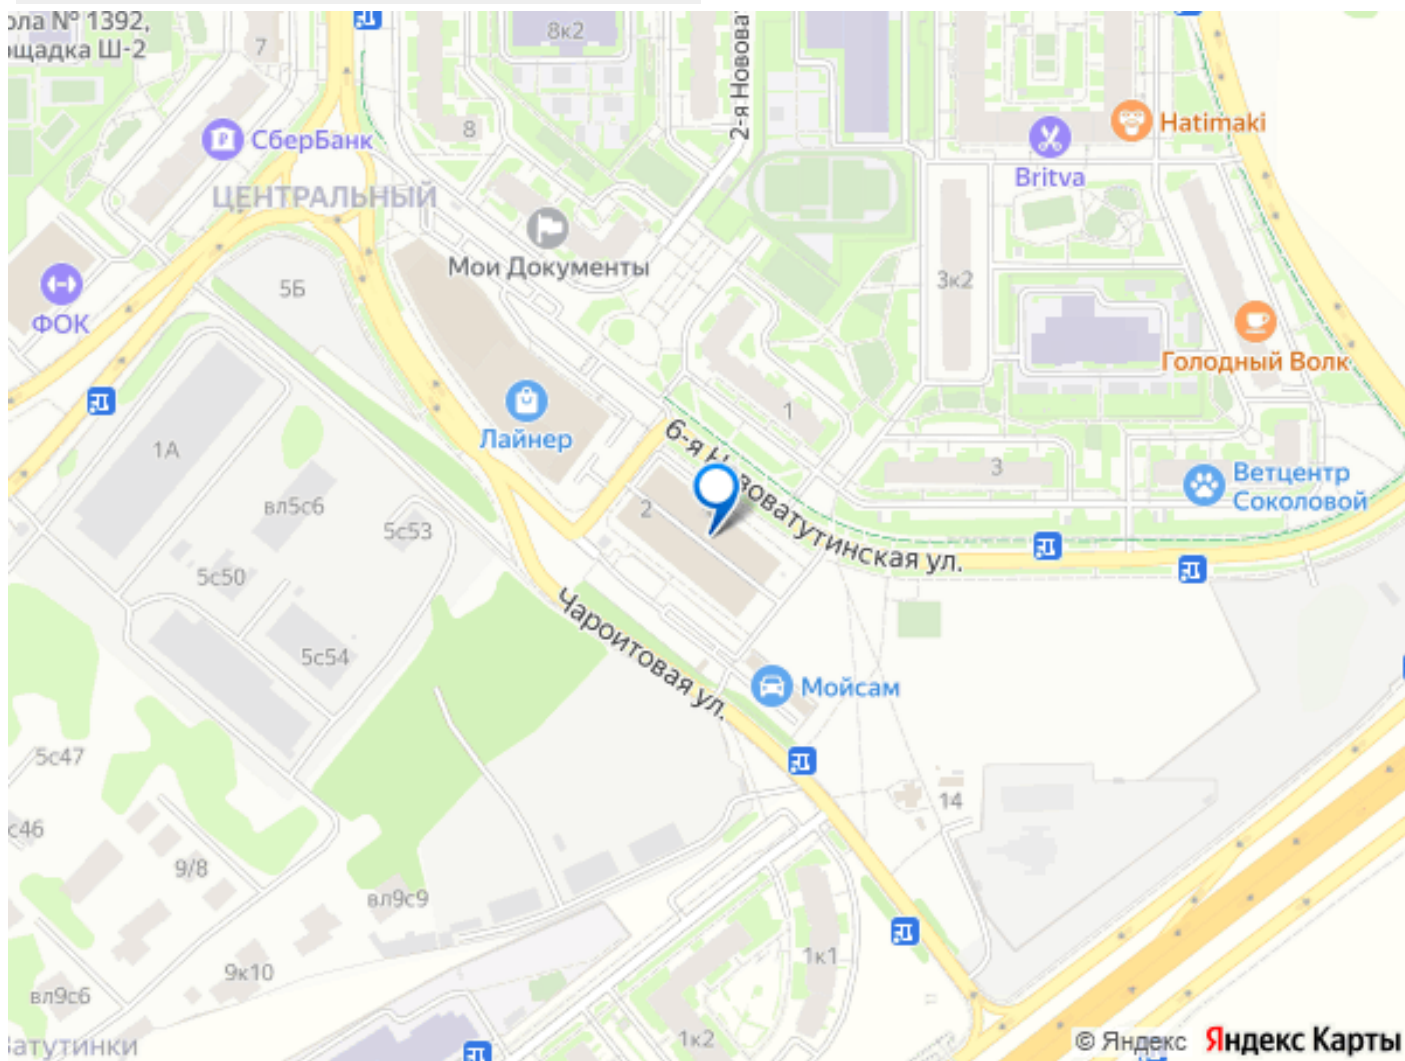 ола № 1392,
ощадка Ш-2
7
8к2
2-я Нововат
8
СберБанк
ЦЕНТРАЛЬНЫЙ
Hatimaki
Britva
Мои Документы
5Б
ФОК
3к2
Голодный Волк
Лайнер
1
1А
6-я Нововатутинская ул.
3
Ветцентр
Соколовой
2
вл5с6
5с53
5с50
5с54
Чароитовая ул.
Мойсам
5с47
14
с46
9/8
вл9с9
9к10
1к1
вл9с6
1к2
Ватутинки
© Яндекс Яндекс Карты